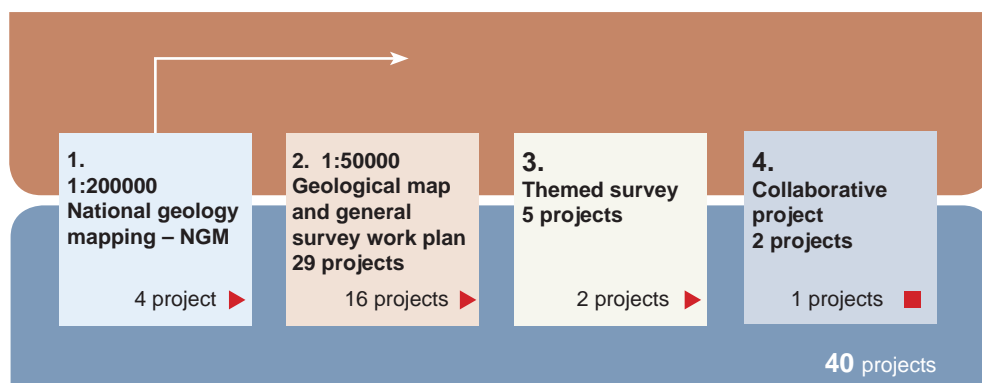 1.
1:200000
National geology
mapping – NGM
4 project
2. 1:50000
Geological map
and general
survey work plan
29 projects
16 projects
3.
Themed survey
5 projects
2 projects
4.
Collaborative
project
2 projects
1 projects
40 projects